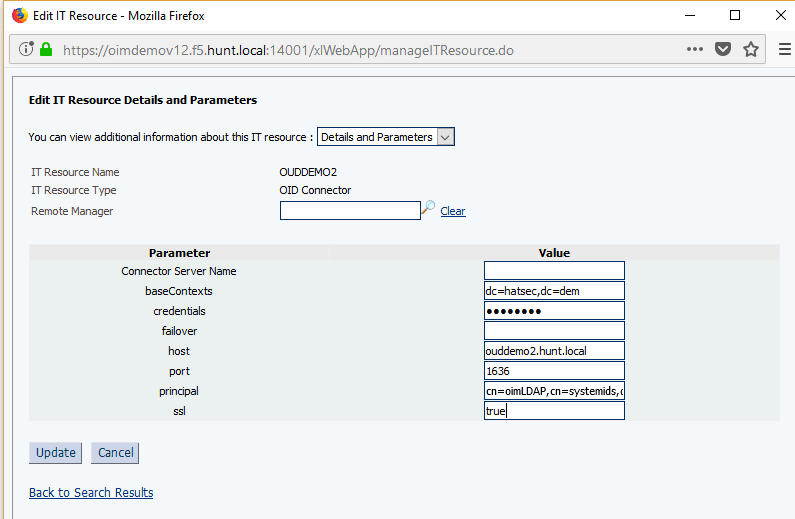 Edit IT Resource - Mozilla Firefox
https://oimdemov12.f5.hunt.local:14001/xlWebApp/manageITResource.do
Edit IT Resource Details and Parameters
You can view additional information about this IT resource : Details and Parameters
IT Resource Name OUDDEMO2
IT Resource Type OID Connector
Remote Manager Clear
Parameter Value
Connector Server Name
baseContexts dc=hatsec,dc=dem
credentials ●●●●●●●●
failover
host ouddemo2.hunt.local
port 1636
principal cn=oimLDAP,cn=systemids,
ssl true
Update Cancel
Back to Search Results